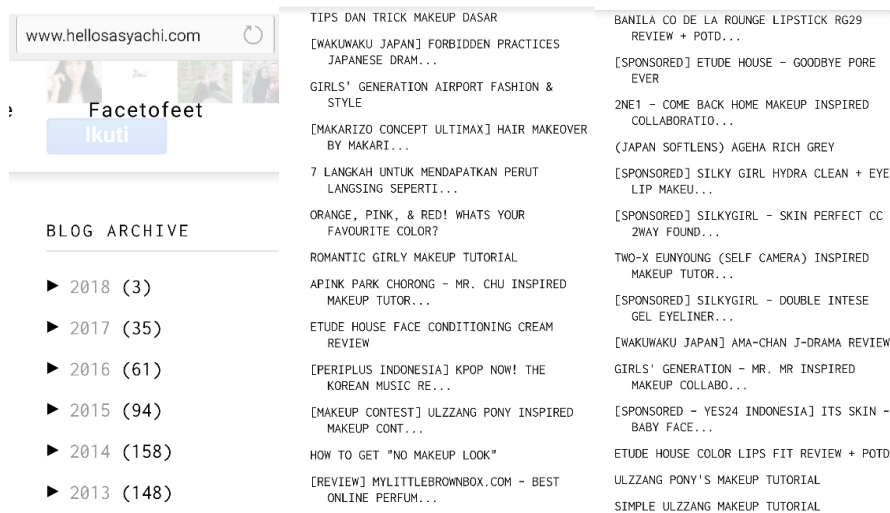 www.hellosasyachi.com
Facetofeet
Ikuti
BLOG ARCHIVE
► 2018 (3)
► 2017 (35)
► 2016 (61)
► 2015 (94)
► 2014 (158)
► 2013 (148)
TIPS DAN TRICK MAKEUP DASAR
[WAKUWAKU JAPAN] FORBIDDEN PRACTICES
JAPANESE DRAM...
GIRLS' GENERATION AIRPORT FASHION &
STYLE
[MAKARIZO CONCEPT ULTIMAX] HAIR MAKEOVER
BY MAKARI...
7 LANGKAH UNTUK MENDAPATKAN PERUT
LANGSING SEPERTI...
ORANGE, PINK, & RED! WHATS YOUR
FAVOURITE COLOR?
ROMANTIC GIRLY MAKEUP TUTORIAL
APINK PARK CHORONG - MR. CHU INSPIRED
MAKEUP TUTOR...
ETUDE HOUSE FACE CONDITIONING CREAM
REVIEW
[PERIPLUS INDONESIA] KPOP NOW! THE
KOREAN MUSIC RE...
[MAKEUP CONTEST] ULZZANG PONY INSPIRED
MAKEUP CONT...
HOW TO GET "NO MAKEUP LOOK"
[REVIEW] MYLITTLEBROWNBOX.COM - BEST
ONLINE PERFUM...
BANILA CO DE LA ROUNGE LIPSTICK RG29
REVIEW + POTD...
[SPONSORED] ETUDE HOUSE - GOODBYE PORE
EVER
2NE1 - COME BACK HOME MAKEUP INSPIRED
COLLABORATIO...
(JAPAN SOFTLENS) AGEHA RICH GREY
[SPONSORED] SILKY GIRL HYDRA CLEAN + EYE
LIP MAKEU...
[SPONSORED] SILKYGIRL - SKIN PERFECT CC
2WAY FOUND...
TWO-X EUNYOUNG (SELF CAMERA) INSPIRED
MAKEUP TUTOR...
[SPONSORED] SILKYGIRL - DOUBLE INTESE
GEL EYELINER...
[WAKUWAKU JAPAN] AMA-CHAN J-DRAMA REVIEW
GIRLS' GENERATION - MR. MR INSPIRED
MAKEUP COLLABO...
[SPONSORED - YES24 INDONESIA] ITS SKIN -
BABY FACE...
ETUDE HOUSE COLOR LIPS FIT REVIEW + POTD
ULZZANG PONY'S MAKEUP TUTORIAL
SIMPLE ULZZANG MAKEUP TUTORIAL